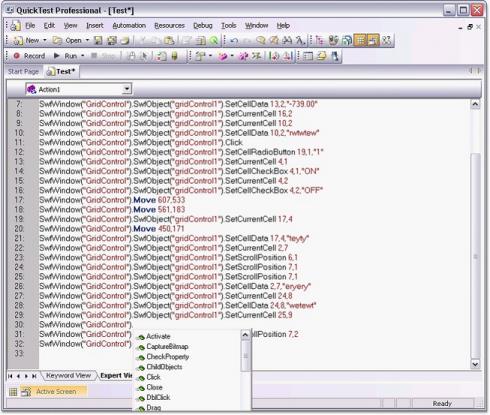 QuickTest Professional - [Test*]
File Edit View Insert Automation Resources Debug Tools Window Help
New Open
Record Run Stop
Start Page Test*
Action1
7: SwfWindow("GridControl").SwfObject("gridControl1").SetCellData 13,2,"-739.00"
8: SwfWindow("GridControl").SwfObject("gridControl1").SetCurrentCell 16,2
9: SwfWindow("GridControl").SwfObject("gridControl1").SetCurrentCell 10,2
10: SwfWindow("GridControl").SwfObject("gridControl1").SetCellData 10,2,"rwtwtew"
11: SwfWindow("GridControl").SwfObject("gridControl1").Click
12: SwfWindow("GridControl").SwfObject("gridControl1").SetCellRadioButton 19,1,"1"
13: SwfWindow("GridControl").SwfObject("gridControl1").SetCurrentCell 4,1
14: SwfWindow("GridControl").SwfObject("gridControl1").SetCellCheckBox 4,1,"ON"
15: SwfWindow("GridControl").SwfObject("gridControl1").SetCurrentCell 4,2
16: SwfWindow("GridControl").SwfObject("gridControl1").SetCellCheckBox 4,2,"OFF"
17: SwfWindow("GridControl").Move 607,533
18: SwfWindow("GridControl").Move 561,183
19: SwfWindow("GridControl").SwfObject("gridControl1").SetCurrentCell 17,4
20: SwfWindow("GridControl").Move 450,171
21: SwfWindow("GridControl").SwfObject("gridControl1").SetCellData 17,4,"teyty"
22: SwfWindow("GridControl").SwfObject("gridControl1").SetCurrentCell 2,7
23: SwfWindow("GridControl").SwfObject("gridControl1").SetScrollPosition 6,1
24: SwfWindow("GridControl").SwfObject("gridControl1").SetScrollPosition 7,1
25: SwfWindow("GridControl").SwfObject("gridControl1").SetScrollPosition 7,1
26: SwfWindow("GridControl").SwfObject("gridControl1").SetCellData 2,7,"eryery"
27: SwfWindow("GridControl").SwfObject("gridControl1").SetCurrentCell 24,8
28: SwfWindow("GridControl").SwfObject("gridControl1").SetCellData 24,8,"wetewt"
29: SwfWindow("GridControl").SwfObject("gridControl1").SetCurrentCell 25,9
30: SwfWindow("GridControl").
31: SwfWindow("GridControl") llPosition 7,2
32: SwfWindow("GridControl")
33:
Activate
CaptureBitmap
CheckProperty
ChildObjects
Click
Close
DblClick
Drag
Keyword View Expert Vie
Active Screen
Ready